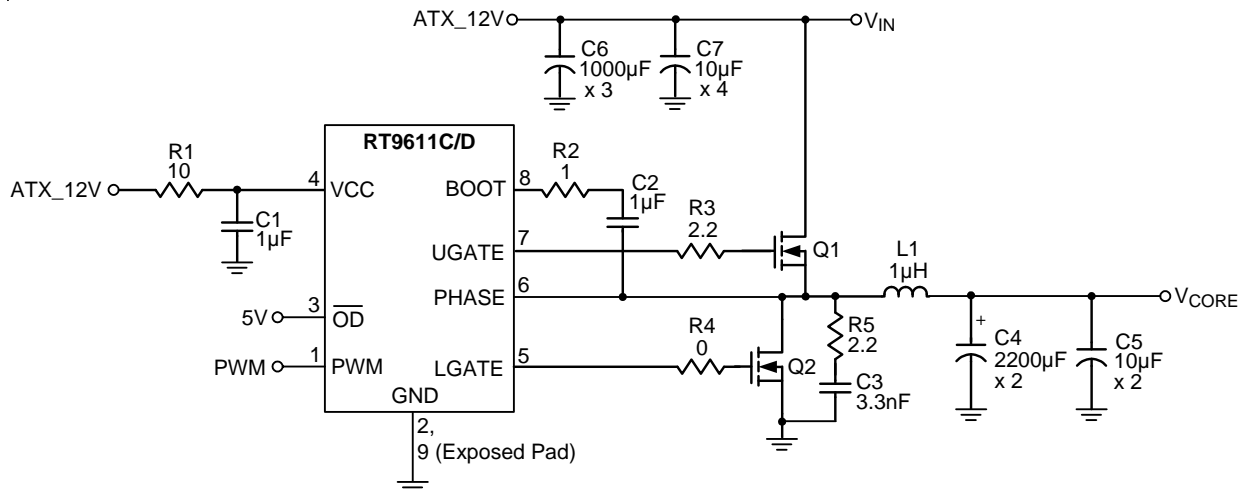 ATX_12V
V_IN
C6
1000µF
x 3
C7
10µF
x 4
RT9611C/D
R1
10
ATX_12V
C1
1µF
4
VCC
BOOT
8
R2
1
C2
1µF
UGATE
7
R3
2.2
Q1
PHASE
6
L1
1µH
V_CORE
5V
3
OD
PWM
1
PWM
LGATE
5
R4
0
Q2
R5
2.2
C3
3.3nF
+
C4
2200µF
x 2
C5
10µF
x 2
GND
2,
9 (Exposed Pad)